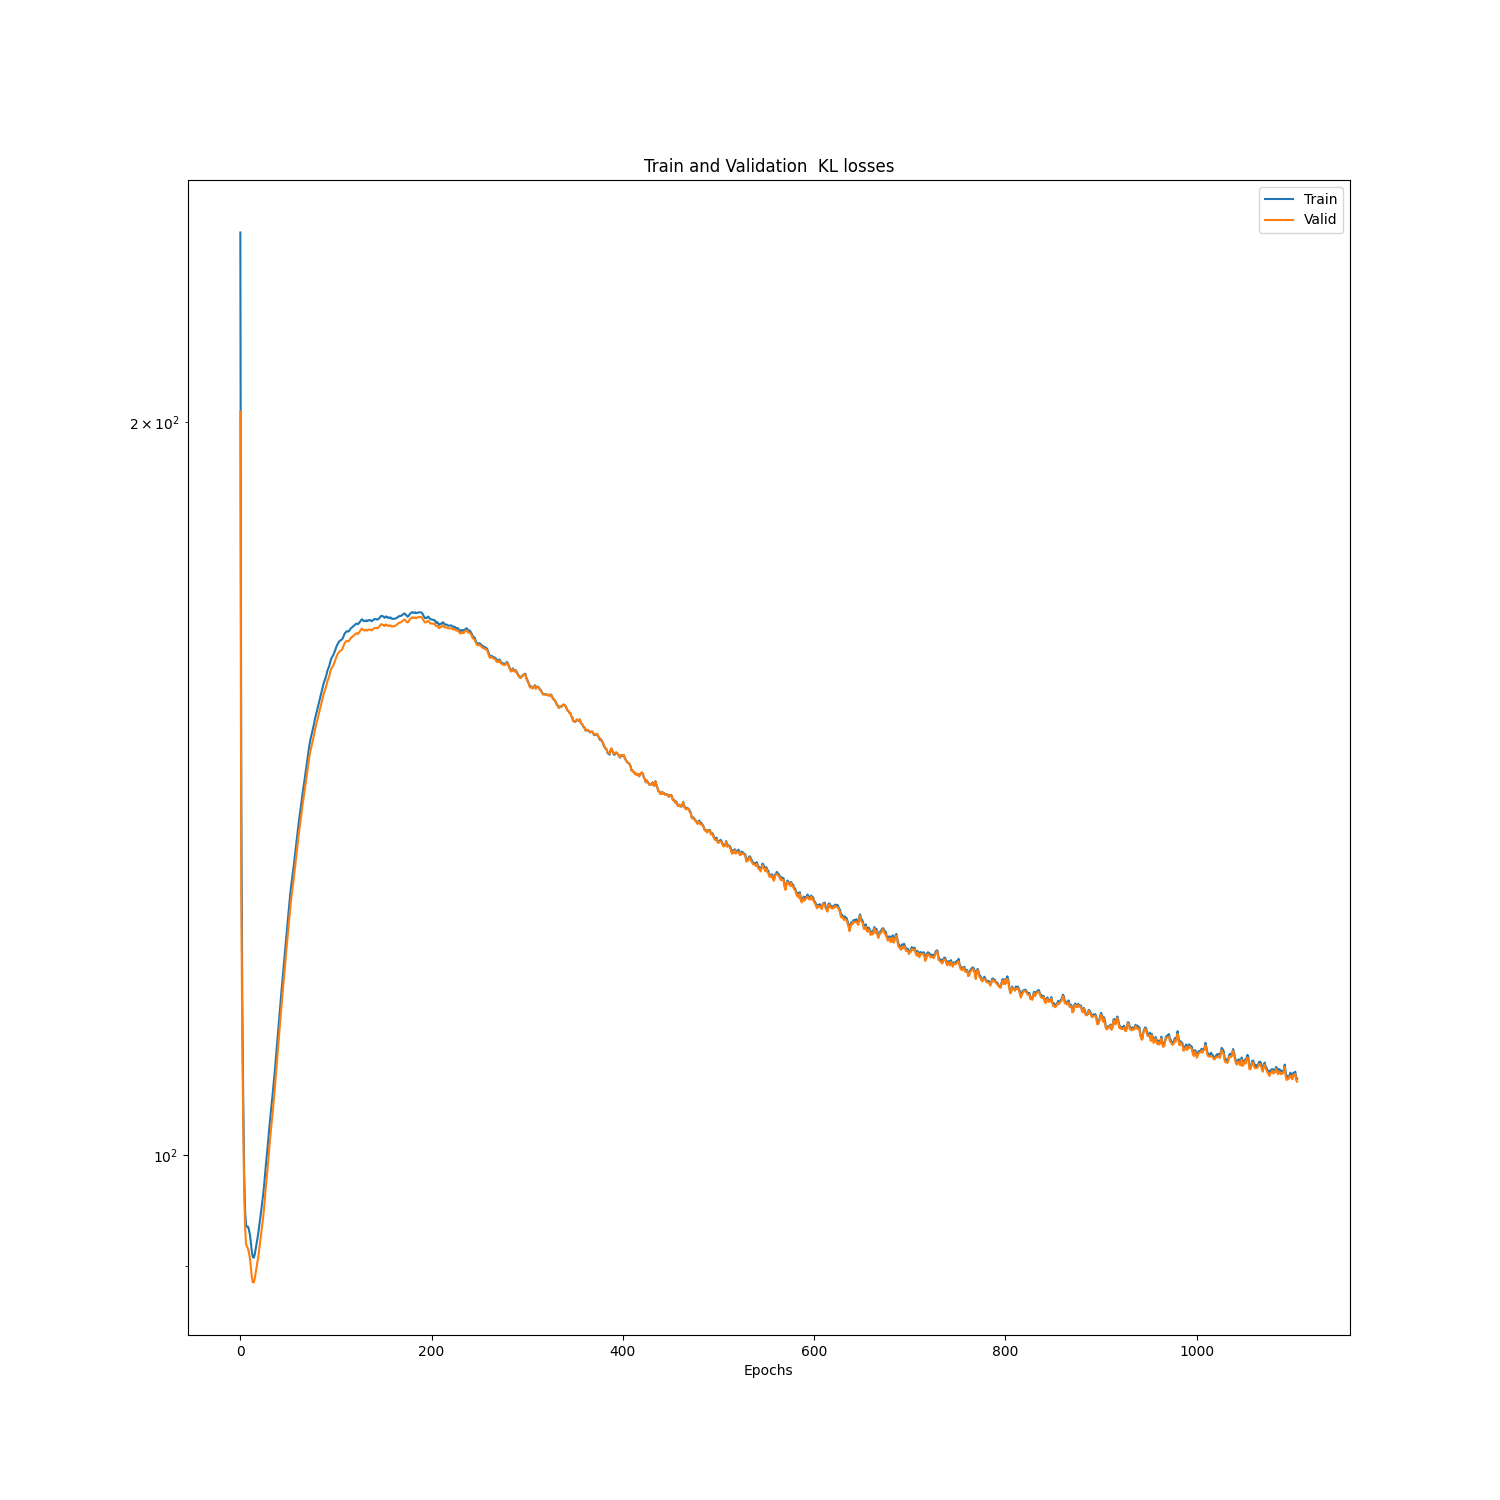 Train and Validation  KL losses
Train
Valid
2 × 10²
10²
0 200 400 600 800 1000
Epochs